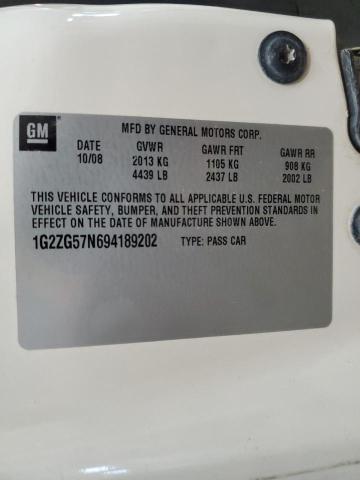 GM
MFD BY GENERAL MOTORS CORP.
DATE GVWR GAWR FRT GAWR RR
10/08 2013 KG 1105 KG 908 KG
4439 LB 2437 LB 2002 LB
THIS VEHICLE CONFORMS TO ALL APPLICABLE U.S. FEDERAL MOTOR
VEHICLE SAFETY, BUMPER, AND THEFT PREVENTION STANDARDS IN
EFFECT ON THE DATE OF MANUFACTURE SHOWN ABOVE.
1G2ZG57N694189202 TYPE: PASS CAR